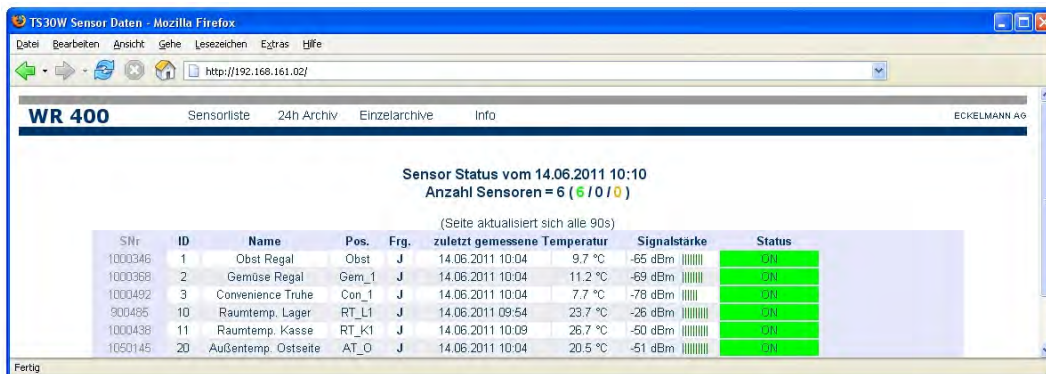 TS30W Sensor Daten - Mozilla Firefox
Datei Bearbeiten Ansicht Gehe Lesezeichen Extras Hilfe
http://192.168.161.02/
WR 400 Sensorliste 24h Archiv Einzelarchive Info ECKELMANN AG
Sensor Status vom 14.06.2011 10:10
Anzahl Sensoren = 6 ( 6 / 0 / 0 )
(Seite aktualisiert sich alle 90s)
SNr ID Name Pos. Frg. zuletzt gemessene Temperatur Signalstärke Status
1000346 1 Obst Regal Obst J 14.06.2011 10:04 9.7 °C -65 dBm ON
1000368 2 Gemüse Regal Gem_1 J 14.06.2011 10:04 11.2 °C -69 dBm ON
1000492 3 Convenience Truhe Con_1 J 14.06.2011 10:04 7.7 °C -78 dBm ON
900485 10 Raumtemp. Lager RT_L1 J 14.06.2011 09:54 23.7 °C -26 dBm ON
1000438 11 Raumtemp. Kasse RT_K1 J 14.06.2011 10:09 26.7 °C -50 dBm ON
1050145 20 Außentemp. Ostseite AT_O J 14.06.2011 10:04 20.5 °C -51 dBm ON
Fertig